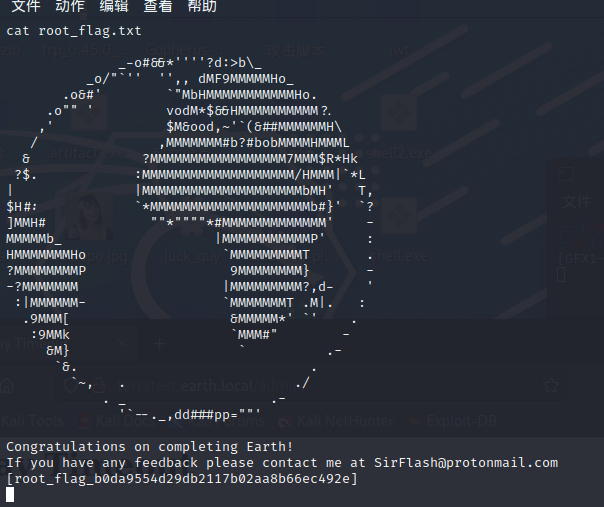 文件 动作 编辑 查看 帮助
cat root_flag.txt
              _-o#&&*''''?d:>b\_
          _o/"`''  '',, dMF9MMMMMHo_
       .o&#'        `"MbHMMMMMMMMMMMHo.
     .o"" '         vodM*$&&HMMMMMMMMMM?.
    ,'              $M&ood,~'`(&##MMMMMMH\
   /               ,MMMMMMM#b?#bobMMMMHMMML
  &              ?MMMMMMMMMMMMMMMMM7MMM$R*Hk
 ?$.            :MMMMMMMMMMMMMMMMMMM/HMMM|`*L
|               |MMMMMMMMMMMMMMMMMMMMbMH'   T,
$H#:            `*MMMMMMMMMMMMMMMMMMMMb#}'  `?
]MMH#             ""*""""*#MMMMMMMMMMMMM'    -
MMMMMb_                   |MMMMMMMMMMMP'     :
HMMMMMMMHo                 `MMMMMMMMMT       .
?MMMMMMMMP                  9MMMMMMMM}       -
-?MMMMMMM                  |MMMMMMMMM?,d-    '
 :|MMMMMM-                 `MMMMMMMT .M|.   :
  .9MMM[                    &MMMMM*' `'    .
   :9MMk                    `MMM#"        -
     &M}                     `          .-
      `&.                             .
        `~,   .                     ./
            . _                  .-
              '`--._,dd###pp=""'
Congratulations on completing Earth!
If you have any feedback please contact me at SirFlash@protonmail.com
[root_flag_b0da9554d29db2117b02aa8b66ec492e]